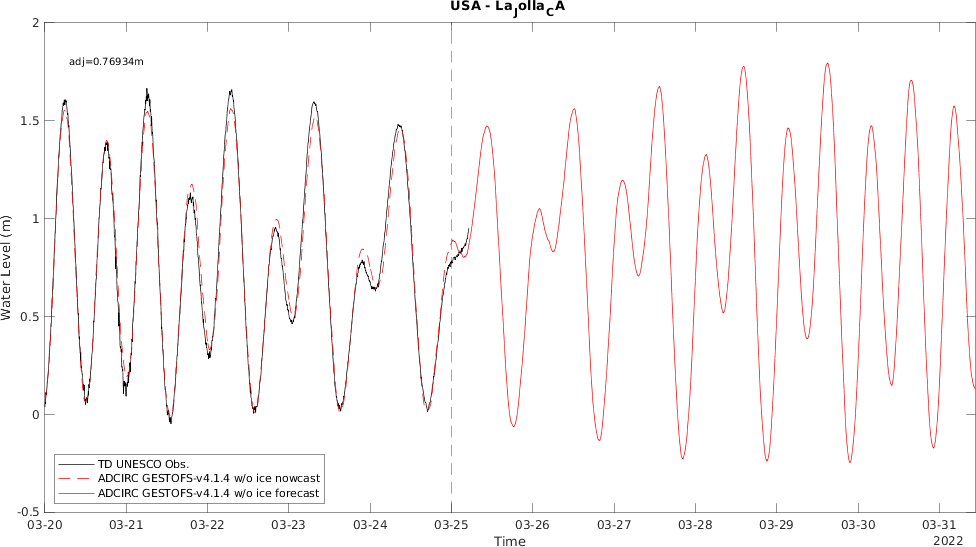 USA - LaJollaCA
adj=0.76934m
Water Level (m)
2
1.5
1
0.5
0
-0.5
TD UNESCO Obs.
ADCIRC GESTOFS-v4.1.4 w/o ice nowcast
ADCIRC GESTOFS-v4.1.4 w/o ice forecast
03-20 03-21 03-22 03-23 03-24 03-25 03-26 03-27 03-28 03-29 03-30 03-31
Time
2022